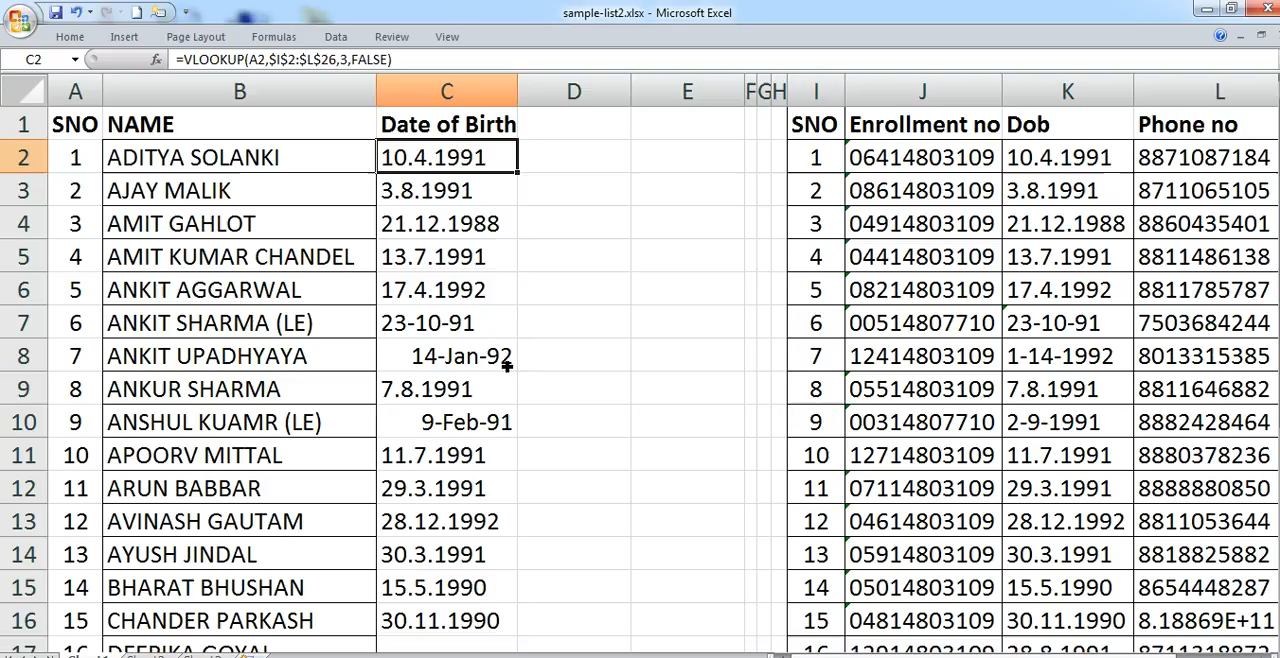 sample-list2.xlsx - Microsoft Excel
Home Insert Page Layout Formulas Data Review View
C2 fx =VLOOKUP(A2,$I$2:$L$26,3,FALSE)
A B C D E F G H I J K L
1 SNO NAME Date of Birth SNO Enrollment no Dob Phone no
2 1 ADITYA SOLANKI 10.4.1991 1 06414803109 10.4.1991 8871087184
3 2 AJAY MALIK 3.8.1991 2 08614803109 3.8.1991 8711065105
4 3 AMIT GAHLOT 21.12.1988 3 04914803109 21.12.1988 8860435401
5 4 AMIT KUMAR CHANDEL 13.7.1991 4 04414803109 13.7.1991 8811486138
6 5 ANKIT AGGARWAL 17.4.1992 5 08214803109 17.4.1992 8811785787
7 6 ANKIT SHARMA (LE) 23-10-91 6 00514807710 23-10-91 7503684244
8 7 ANKIT UPADHYAYA 14-Jan-92 7 12414803109 1-14-1992 8013315385
9 8 ANKUR SHARMA 7.8.1991 8 05514803109 7.8.1991 8811646882
10 9 ANSHUL KUAMR (LE) 9-Feb-91 9 00314807710 2-9-1991 8882428464
11 10 APOORV MITTAL 11.7.1991 10 12714803109 11.7.1991 8880378236
12 11 ARUN BABBAR 29.3.1991 11 07114803109 29.3.1991 8888880850
13 12 AVINASH GAUTAM 28.12.1992 12 04614803109 28.12.1992 8811053644
14 13 AYUSH JINDAL 30.3.1991 13 05914803109 30.3.1991 8818825882
15 14 BHARAT BHUSHAN 15.5.1990 14 05014803109 15.5.1990 8654448287
16 15 CHANDER PARKASH 30.11.1990 15 04814803109 30.11.1990 8.18869E+11